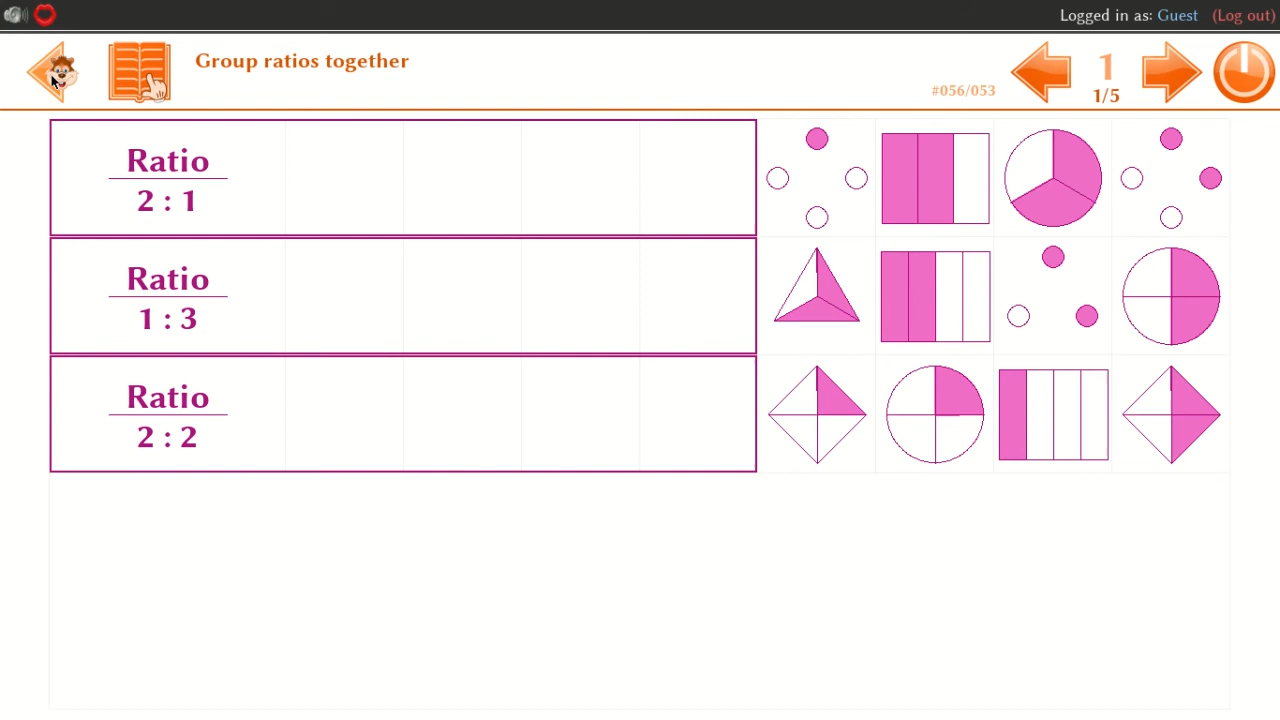 Logged in as: Guest (Log out)
Group ratios together
#056/053
1
1/5
Ratio
2 : 1
Ratio
1 : 3
Ratio
2 : 2